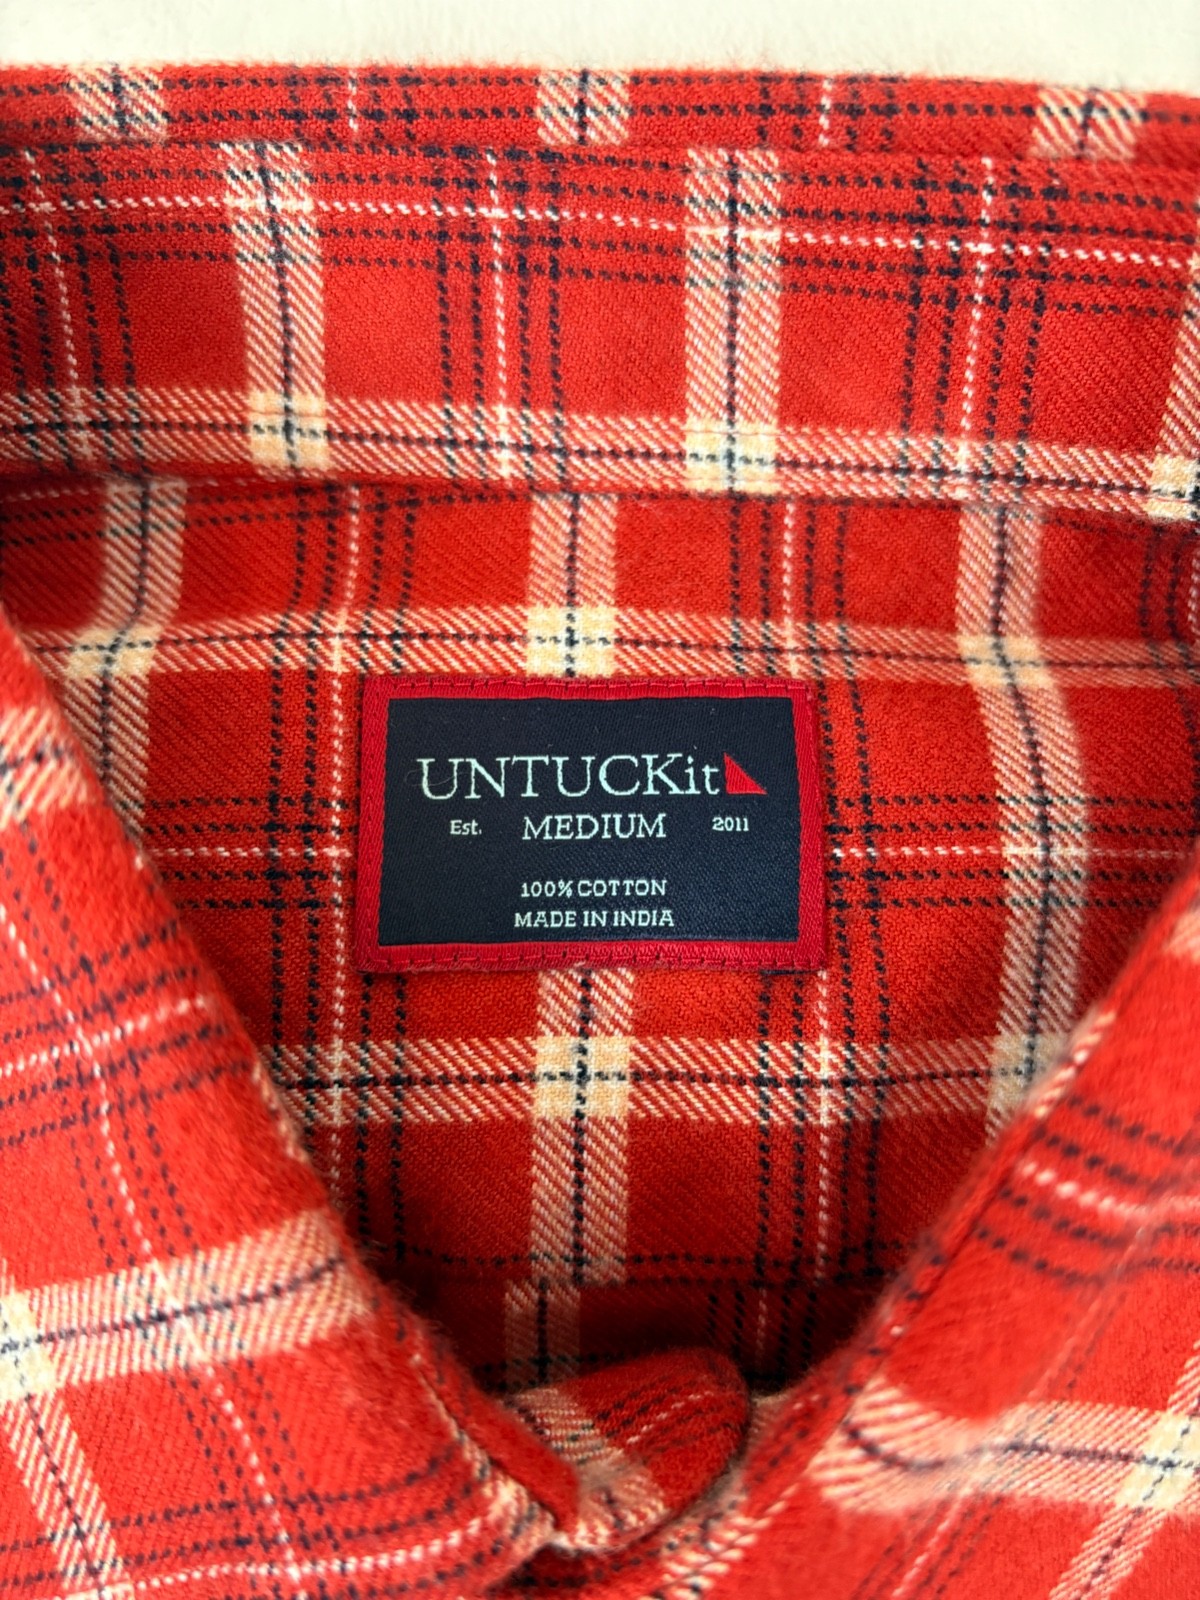 UNTUCKit
Est. MEDIUM 2011
100% COTTON
MADE IN INDIA